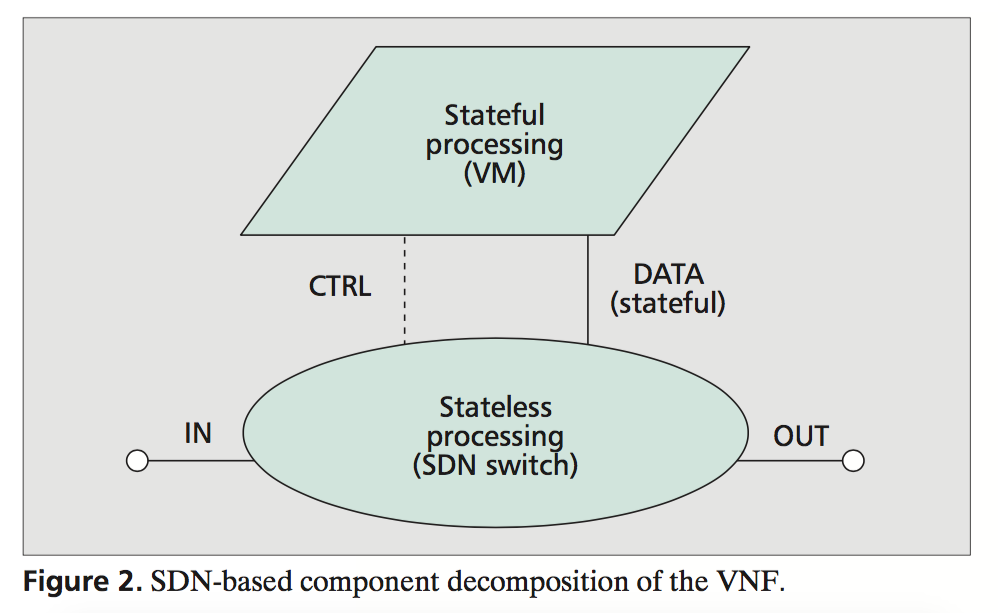 Stateful
processing
(VM)
CTRL
DATA
(stateful)
Stateless
processing
(SDN switch)
IN
OUT
Figure 2. SDN-based component decomposition of the VNF.